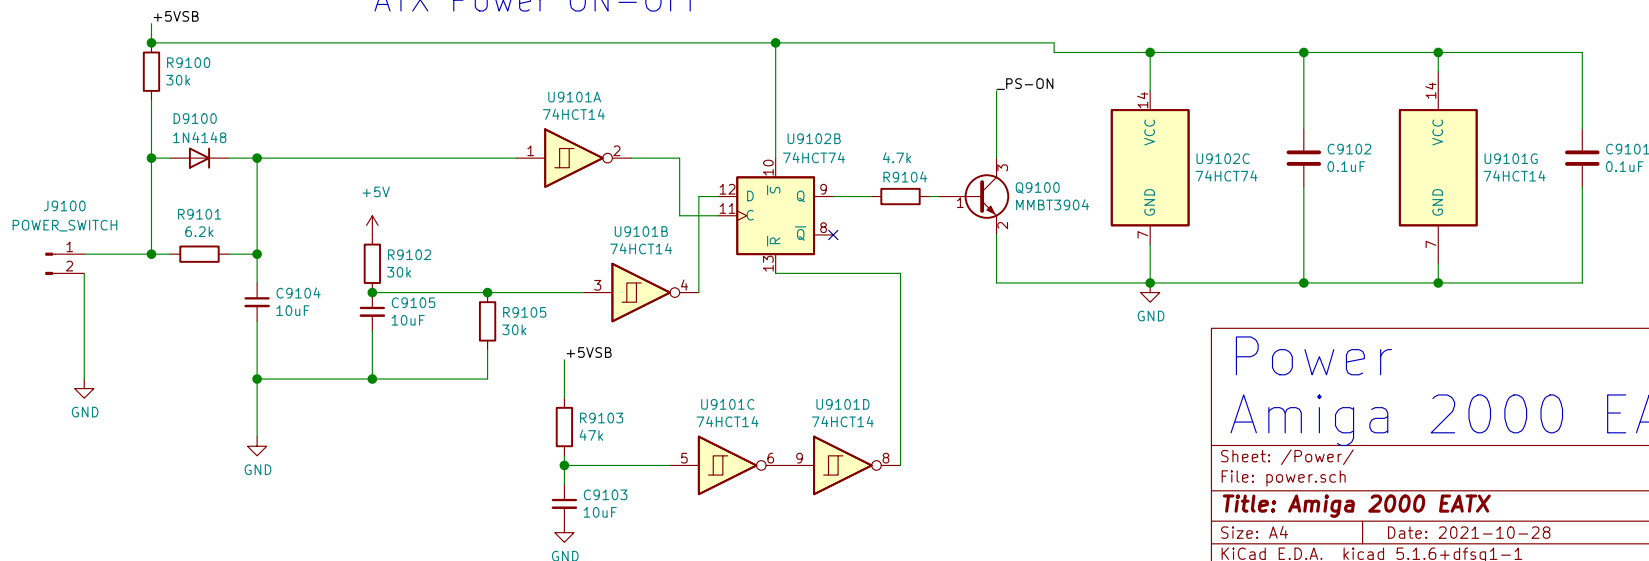 ATX Power ON-OFF
+5VSB
R9100
30k
D9100
1N4148
J9100
POWER_SWITCH
1
2
R9101
6.2k
C9104
10uF
GND
GND
+5V
R9102
30k
C9105
10uF
R9105
30k
U9101A
74HCT14
1
2
U9101B
74HCT14
3
4
+5VSB
R9103
47k
C9103
10uF
GND
U9101C
74HCT14
5
6
U9101D
74HCT14
9
8
U9102B
74HCT74
10
S
12
D
Q
9
11
C
R
Q
8
13
4.7k
R9104
_PS-ON
3
1
2
Q9100
MMBT3904
14
VCC
GND
7
U9102C
74HCT74
GND
C9102
0.1uF
14
VCC
GND
7
U9101G
74HCT14
C9101
0.1uF
Power
Amiga 2000 EA
Sheet: /Power/
File: power.sch
Title: Amiga 2000 EATX
Size: A4
Date: 2021-10-28
KiCad E.D.A. kicad 5.1.6+dfsg1-1